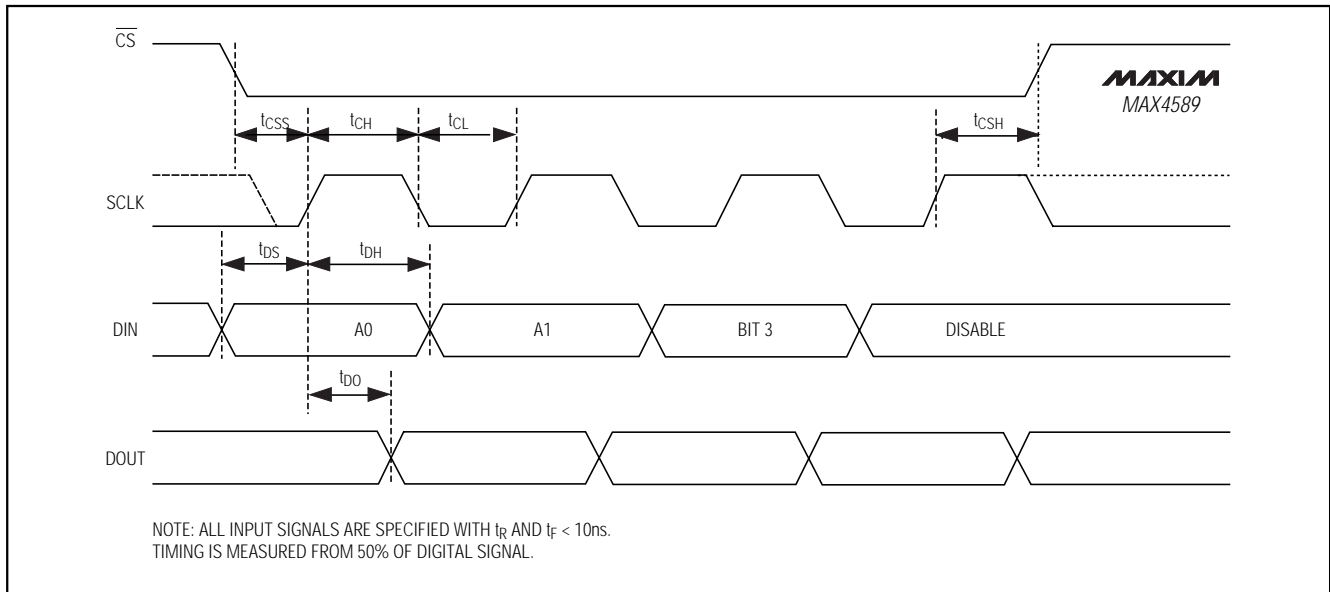 CS
MAXIM
MAX4589
tCSS tCH tCL tCSH
SCLK
tDS tDH
DIN A0 A1 BIT 3 DISABLE
tDO
DOUT
NOTE: ALL INPUT SIGNALS ARE SPECIFIED WITH tR AND tF < 10ns.
TIMING IS MEASURED FROM 50% OF DIGITAL SIGNAL.